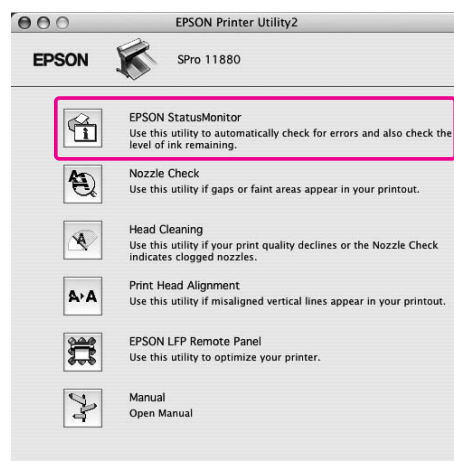 EPSON Printer Utility2
EPSON
SPro 11880
EPSON StatusMonitor
Use this utility to automatically check for errors and also check the
level of ink remaining.
Nozzle Check
Use this utility if gaps or faint areas appear in your printout.
Head Cleaning
Use this utility if your print quality declines or the Nozzle Check
indicates clogged nozzles.
A A
Print Head Alignment
Use this utility if misaligned vertical lines appear in your printout.
EPSON LFP Remote Panel
Use this utility to optimize your printer.
Manual
Open Manual